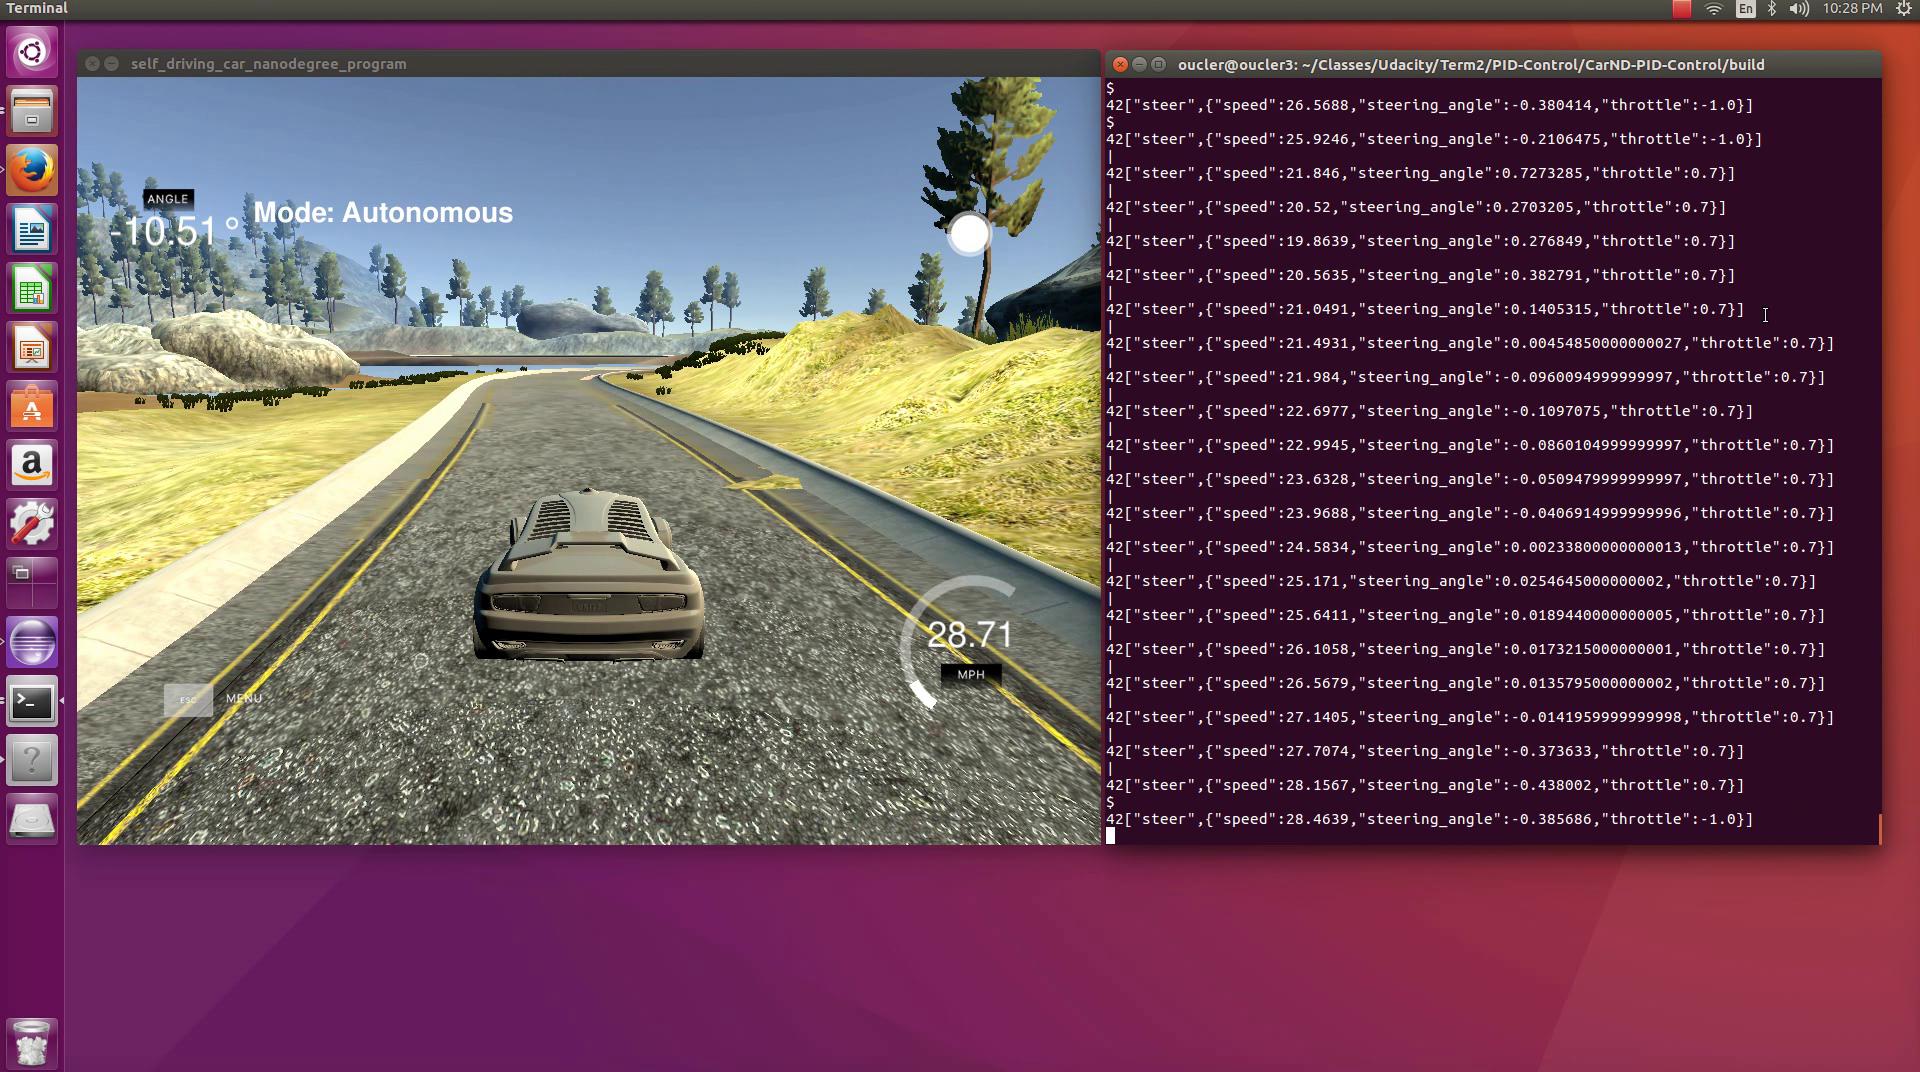 Terminal
En
10:28 PM
self_driving_car_nanodegree_program
ANGLE
-10.51°
Mode: Autonomous
28.71
MPH
ESC
MENU
a
oucler@oucler3: ~/Classes/Udacity/Term2/PID-Control/CarND-PID-Control/build
$
42["steer",{"speed":26.5688,"steering_angle":-0.380414,"throttle":-1.0}]
$
42["steer",{"speed":25.9246,"steering_angle":-0.2106475,"throttle":-1.0}]
|
42["steer",{"speed":21.846,"steering_angle":0.7273285,"throttle":0.7}]
|
42["steer",{"speed":20.52,"steering_angle":0.2703205,"throttle":0.7}]
|
42["steer",{"speed":19.8639,"steering_angle":0.276849,"throttle":0.7}]
|
42["steer",{"speed":20.5635,"steering_angle":0.382791,"throttle":0.7}]
|
42["steer",{"speed":21.0491,"steering_angle":0.1405315,"throttle":0.7}]
|
42["steer",{"speed":21.4931,"steering_angle":0.00454850000000027,"throttle":0.7}]
|
42["steer",{"speed":21.984,"steering_angle":-0.0960094999999997,"throttle":0.7}]
|
42["steer",{"speed":22.6977,"steering_angle":-0.1097075,"throttle":0.7}]
|
42["steer",{"speed":22.9945,"steering_angle":-0.0860104999999997,"throttle":0.7}]
|
42["steer",{"speed":23.6328,"steering_angle":-0.0509479999999997,"throttle":0.7}]
|
42["steer",{"speed":23.9688,"steering_angle":-0.0406914999999996,"throttle":0.7}]
|
42["steer",{"speed":24.5834,"steering_angle":0.00233800000000013,"throttle":0.7}]
|
42["steer",{"speed":25.171,"steering_angle":0.0254645000000002,"throttle":0.7}]
|
42["steer",{"speed":25.6411,"steering_angle":0.0189440000000005,"throttle":0.7}]
|
42["steer",{"speed":26.1058,"steering_angle":0.0173215000000001,"throttle":0.7}]
|
42["steer",{"speed":26.5679,"steering_angle":0.0135795000000002,"throttle":0.7}]
|
42["steer",{"speed":27.1405,"steering_angle":-0.0141959999999998,"throttle":0.7}]
|
42["steer",{"speed":27.7074,"steering_angle":-0.373633,"throttle":0.7}]
|
42["steer",{"speed":28.1567,"steering_angle":-0.438002,"throttle":0.7}]
$
42["steer",{"speed":28.4639,"steering_angle":-0.385686,"throttle":-1.0}]